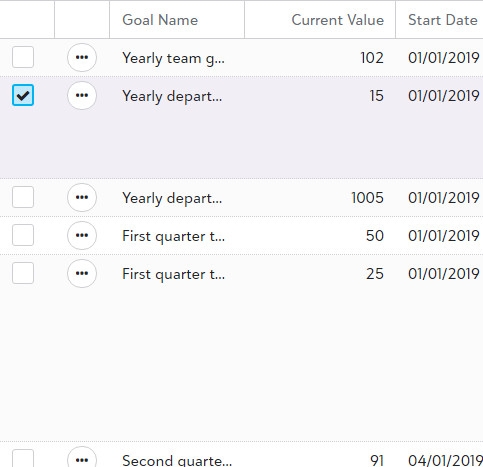 Goal Name Current Value Start Date
Yearly team g... 102 01/01/2019
Yearly depart... 15 01/01/2019
Yearly depart... 1005 01/01/2019
First quarter t... 50 01/01/2019
First quarter t... 25 01/01/2019
Second quarte... 91 04/01/2019